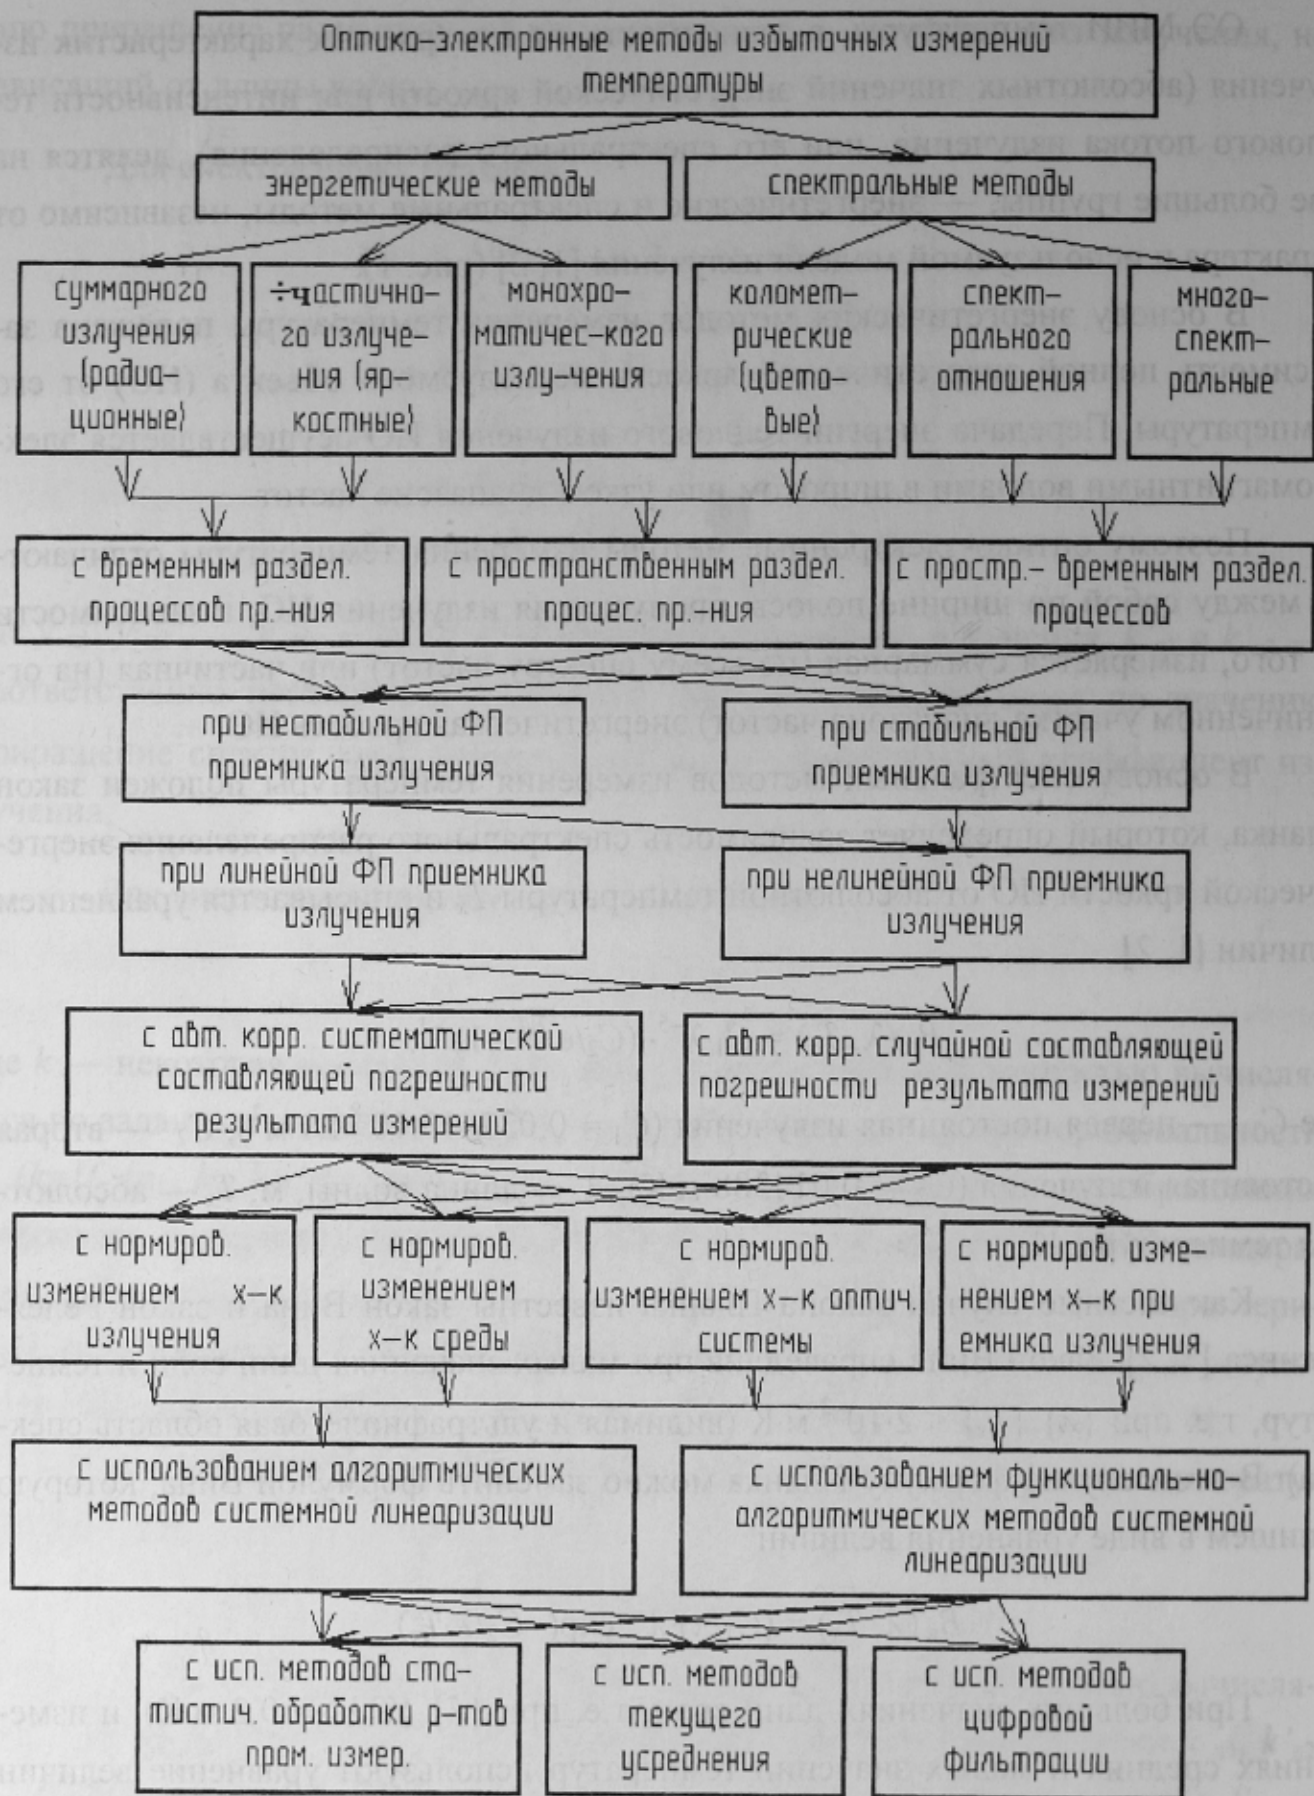 Оптико-электронные методы избыточных измерений
температуры
энергетические методы
спектральные методы
суммарного
излучения
(радиа-
ционные)
÷частично-
го излуче-
ния (яр-
костные)
монохро-
матичес-кого
излу-чения
колометт-
рические
(цвето-
вые)
спект-
рального
отношения
много-
спект-
ральные
с временным раздел.
процессов пр.-ния
с пространственным раздел.
процес. пр.-ния
с простр.- временным раздел.
процессов
при нестабильной ФП
приемника излучения
при стабильной ФП
приемника излучения
при линейной ФП приемника
излучения
при нелинейной ФП приемника
излучения
с авт. корр. систематической
составляющей погрешности
результата измерений
с авт. корр. случайной составляющей
погрешности результата измерений
с нормиров.
изменением х-к
излучения
с нормиров.
изменением
х-к среды
с нормиров.
изменением х-к оптич.
системы
с нормиров. изме-
нением х-к при
емника излучения
с использованием алгоритмических
методов системной линеаризации
с использованием функциональ-но-
алгоритмических методов системной
линеаризации
с исп. методов ста-
тистич. обработки р-тов
пром. измер.
с исп. методов
текущего
усреднения
с исп. методов
цифровой
фильтрации